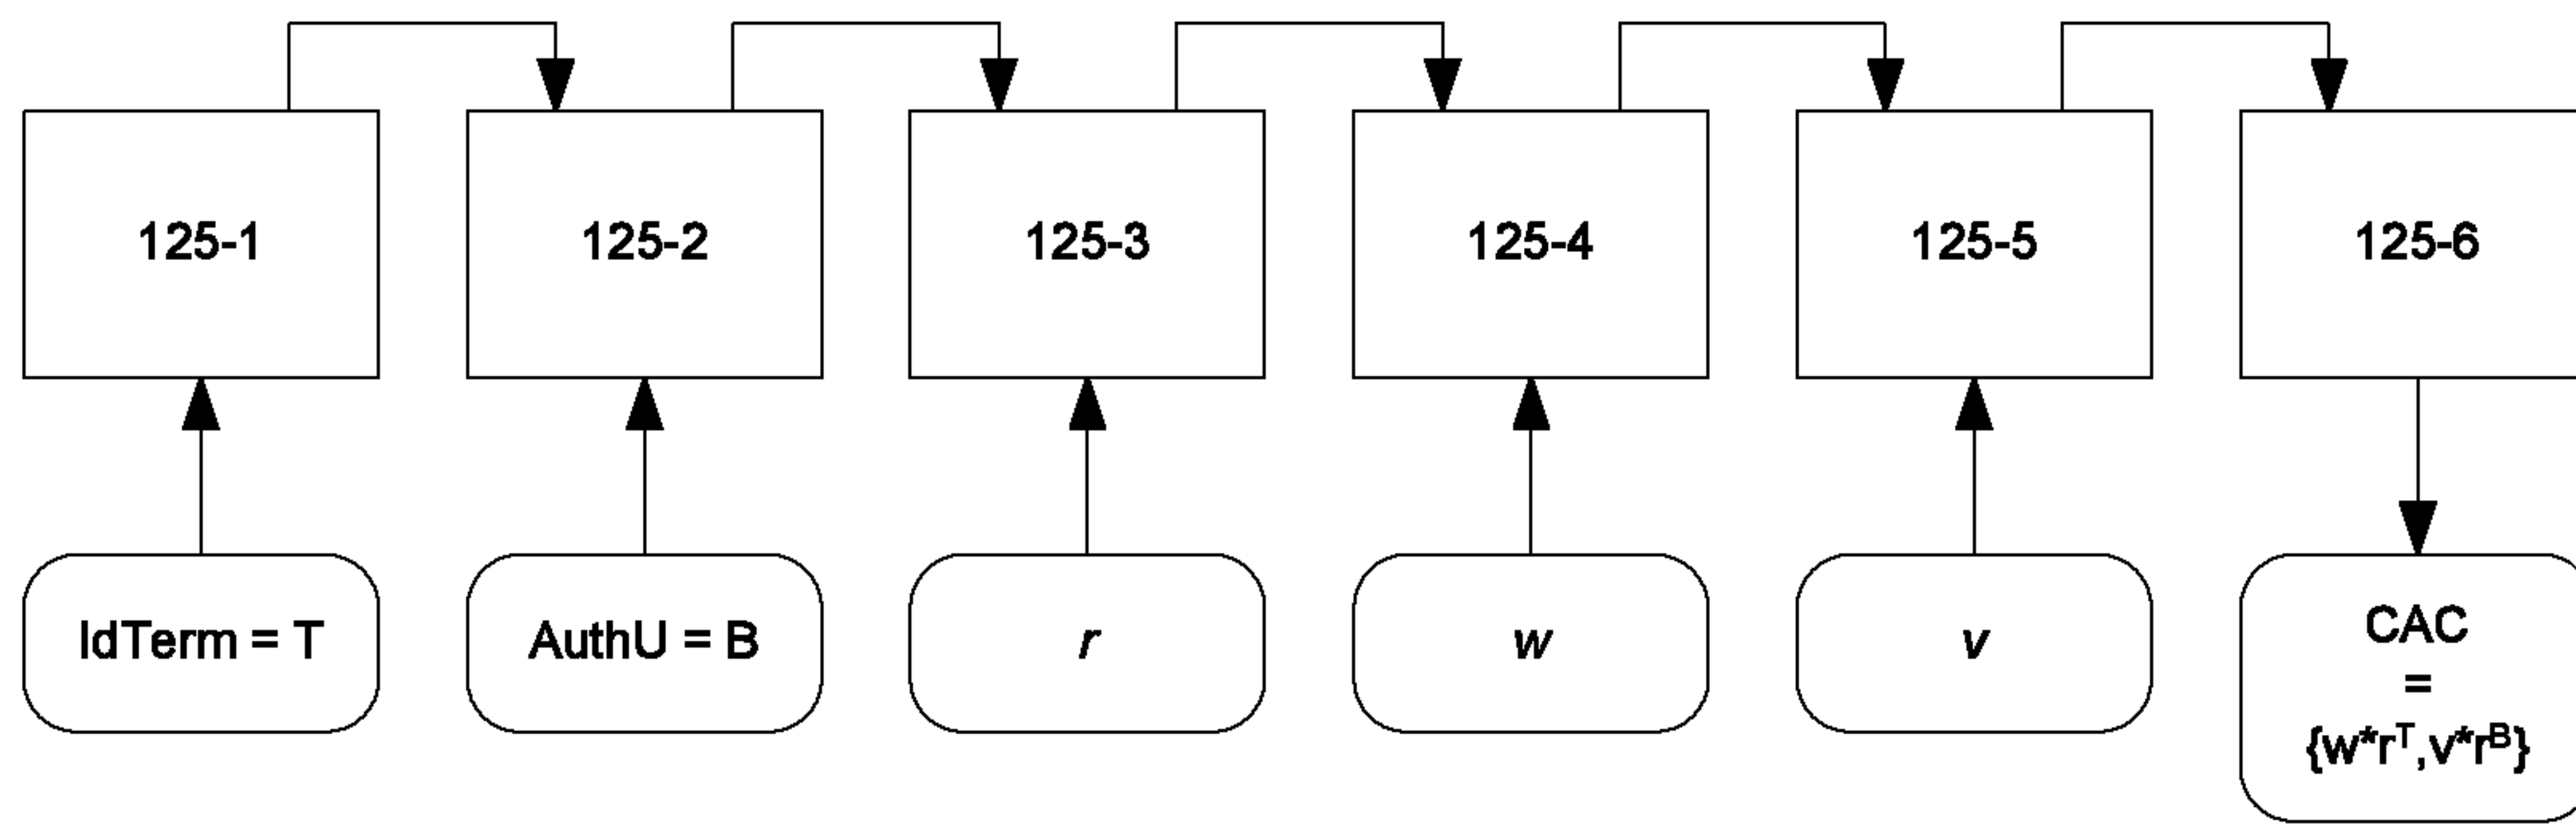 125-1
125-2
125-3
125-4
125-5
125-6
IdTerm = T
AuthU = B
r
w
v
CAC
=
{w*r^T,v*r^B}